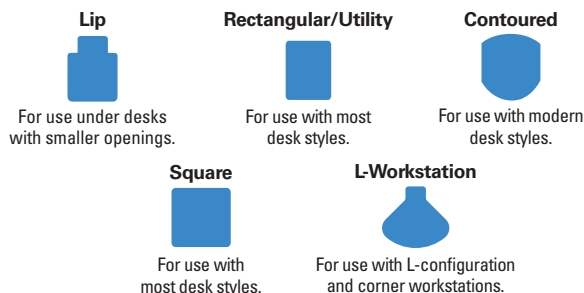 Lip
For use under desks
with smaller openings.
Rectangular/Utility
For use with most
desk styles.
Contoured
For use with modern
desk styles.
Square
For use with
most desk styles.
L-Workstation
For use with L-configuration
and corner workstations.